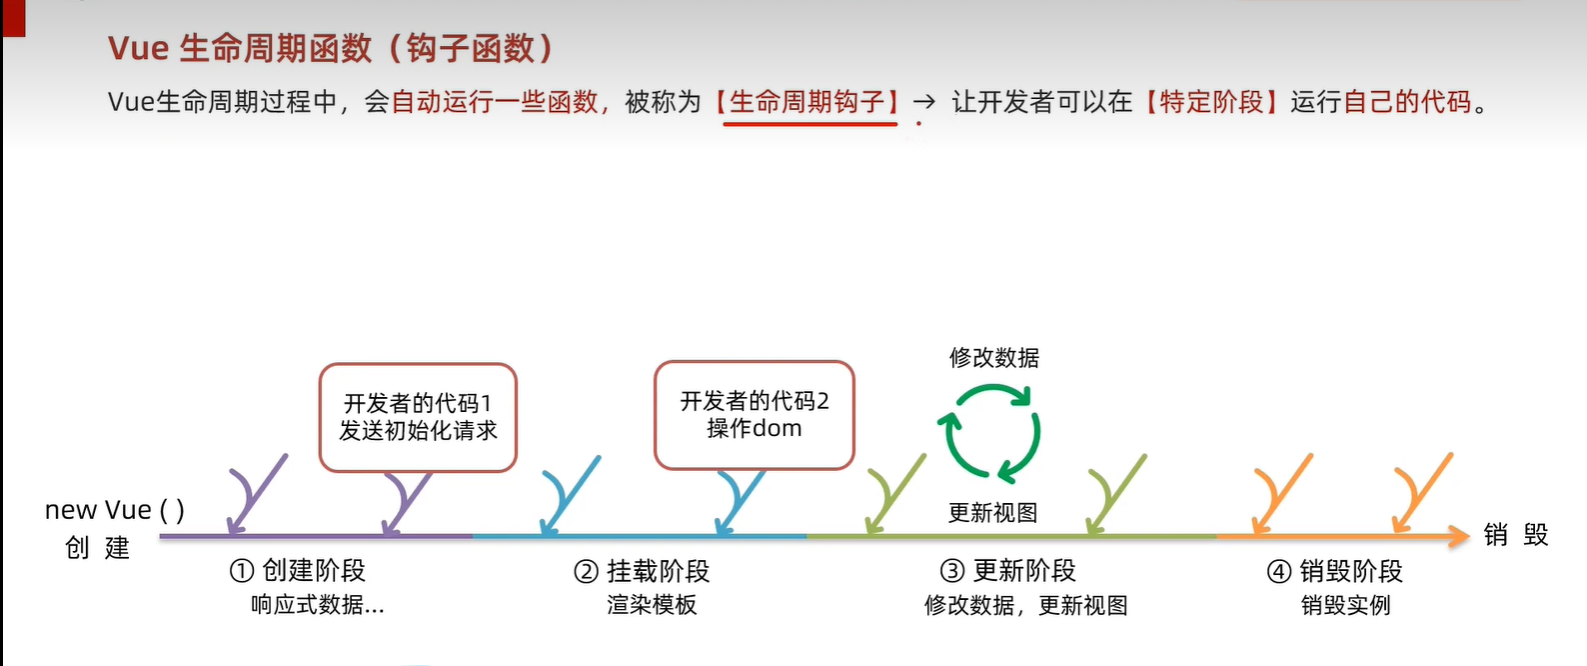 Vue 生命周期函数（钩子函数）
Vue生命周期过程中，会自动运行一些函数，被称为【生命周期钩子】→ 让开发者可以在【特定阶段】运行自己的代码。
修改数据
开发者的代码1
发送初始化请求
开发者的代码2
操作dom
更新视图
new Vue ( )
创 建
销 毁
① 创建阶段
响应式数据...
② 挂载阶段
渲染模板
③ 更新阶段
修改数据，更新视图
④ 销毁阶段
销毁实例